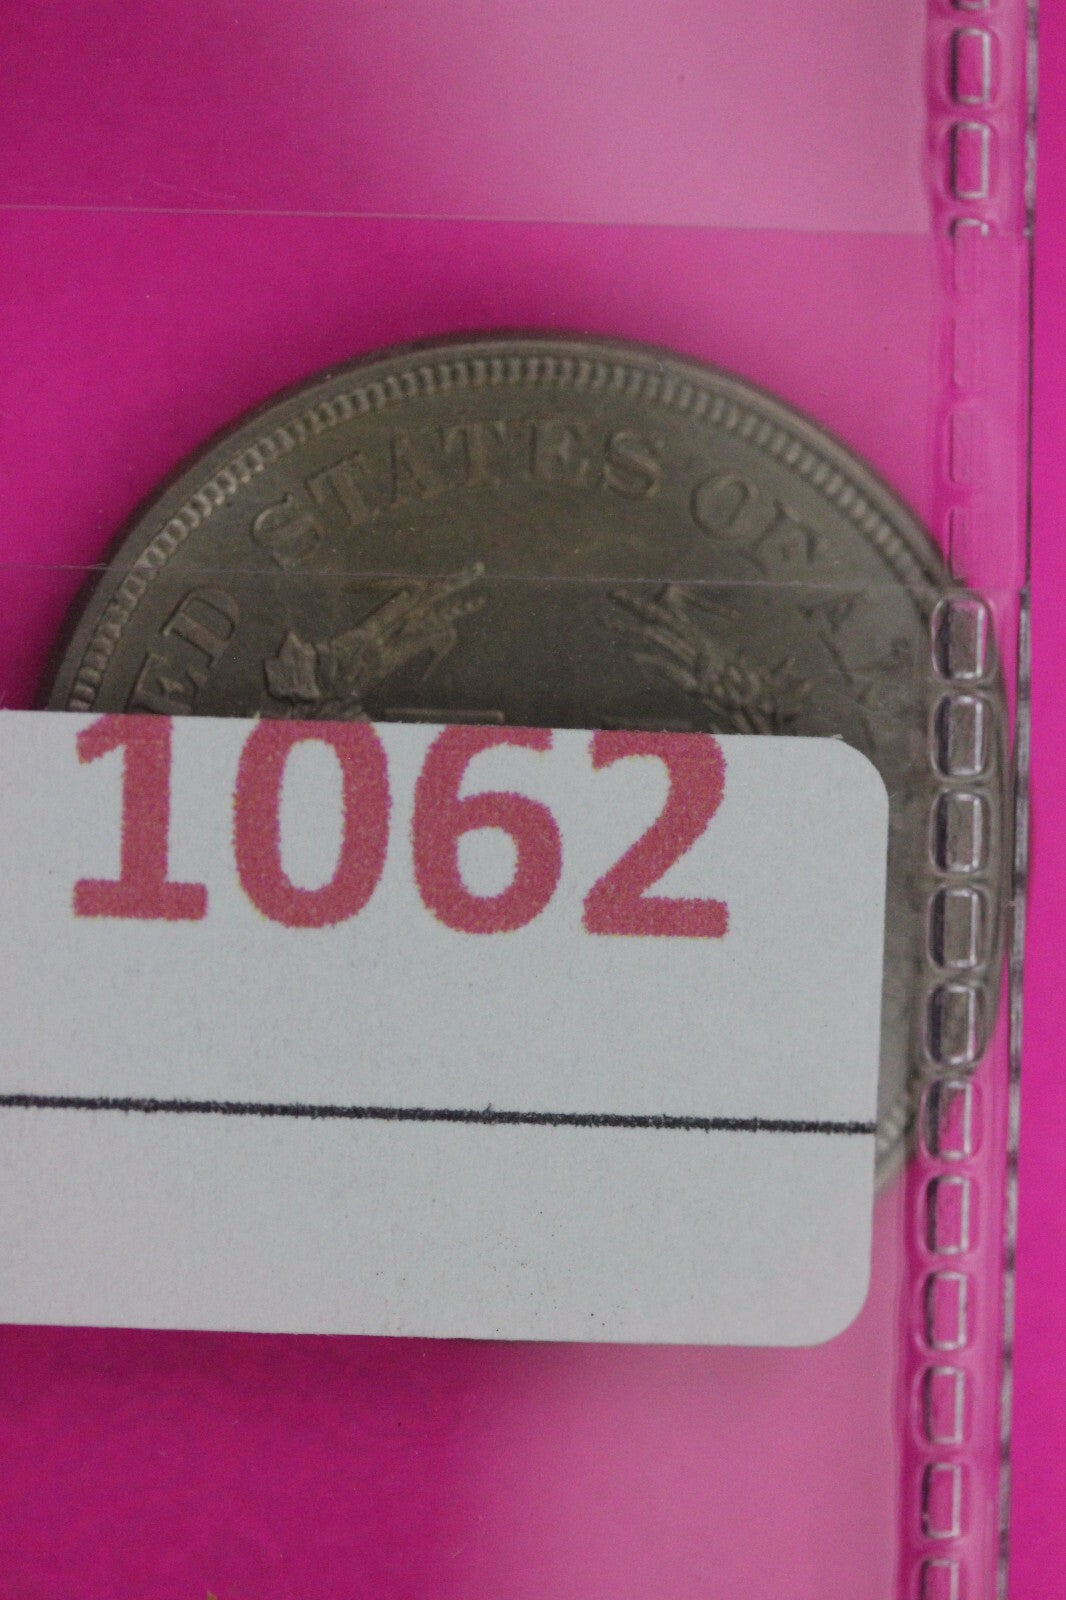 ED STATES OF A
1062